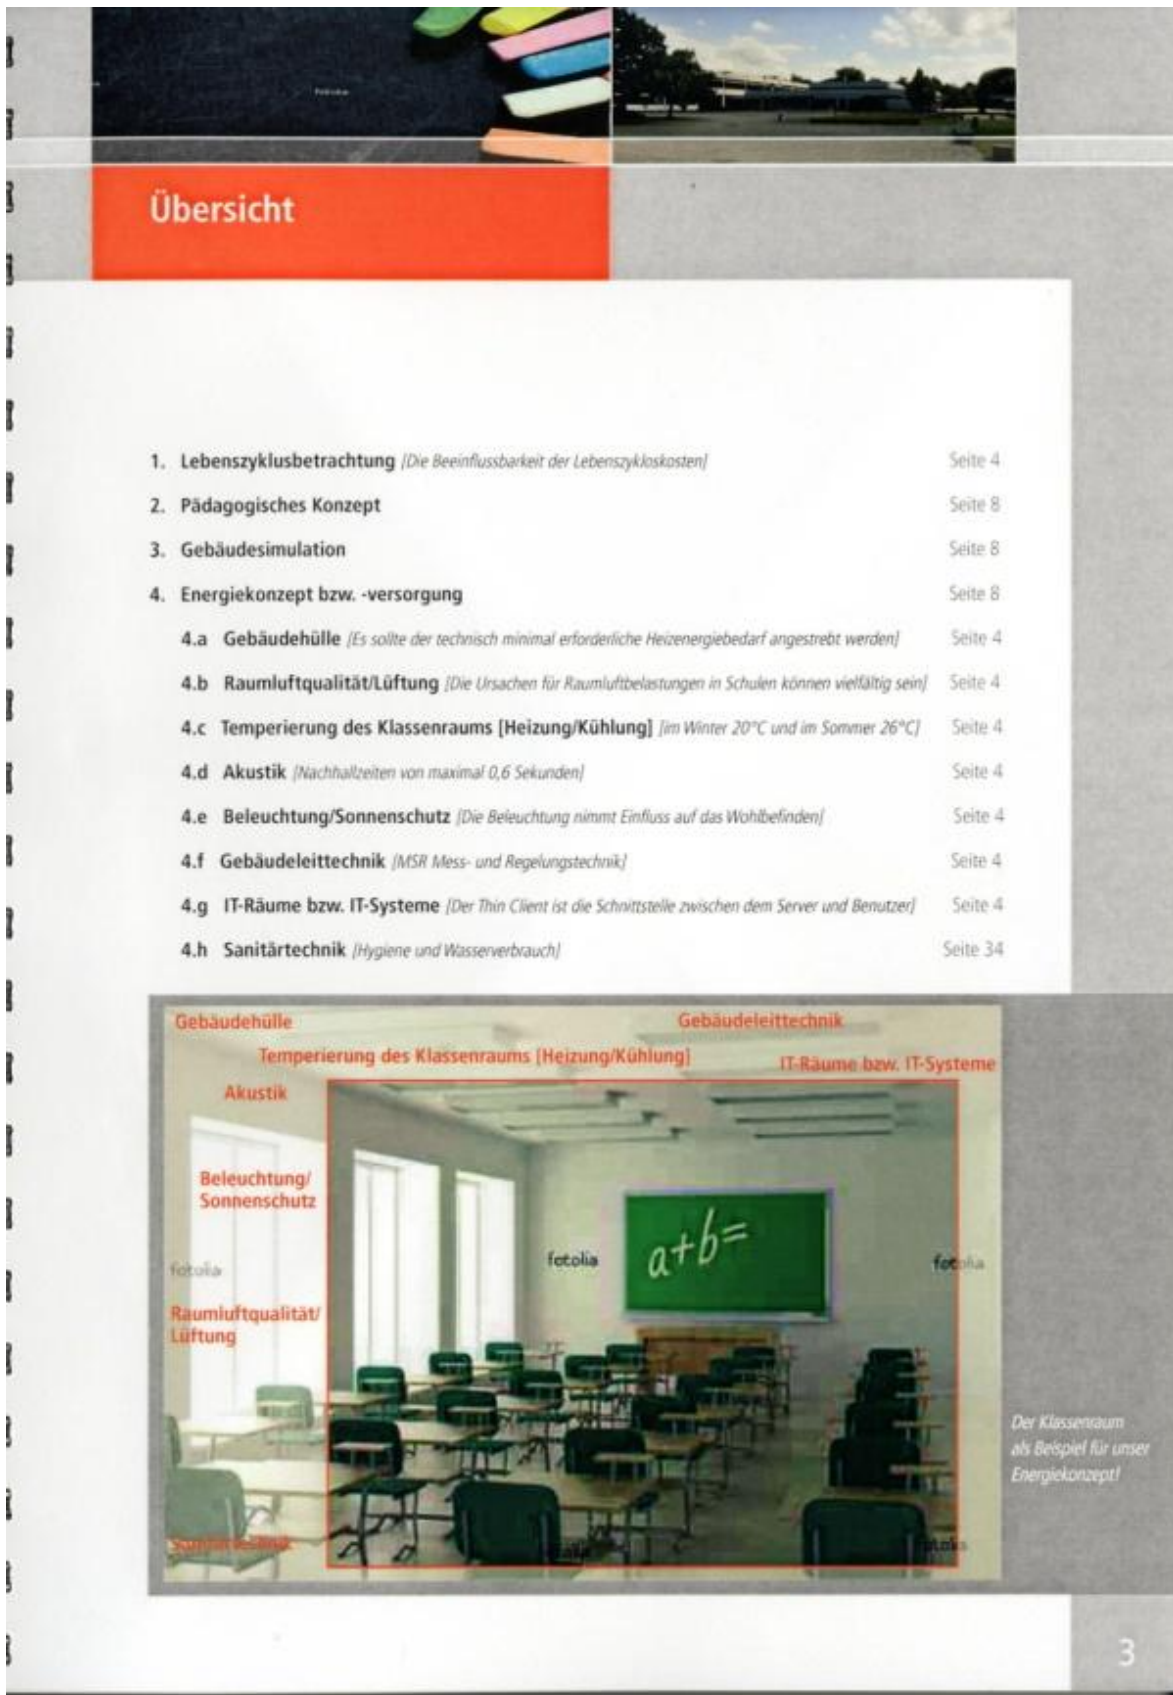 Übersicht
1. Lebenszyklusbetrachtung [Die Beeinflussbarkeit der Lebenszykloskosten] Seite 4
2. Pädagogisches Konzept Seite 8
3. Gebäudesimulation Seite 8
4. Energiekonzept bzw. -versorgung Seite 8
4.a Gebäudehülle [Es sollte der technisch minimal erforderliche Heizenergiebedarf angestrebt werden] Seite 4
4.b Raumluftqualität/Lüftung [Die Ursachen für Raumluftbelastungen in Schulen können vielfältig sein] Seite 4
4.c Temperierung des Klassenraums [Heizung/Kühlung] [im Winter 20°C und im Sommer 26°C] Seite 4
4.d Akustik [Nachhallzeiten von maximal 0,6 Sekunden] Seite 4
4.e Beleuchtung/Sonnenschutz [Die Beleuchtung nimmt Einfluss auf das Wohlbefinden] Seite 4
4.f Gebäudeleittechnik [MSR Mess- und Regelungstechnik] Seite 4
4.g IT-Räume bzw. IT-Systeme [Der Thin Client ist die Schnittstelle zwischen dem Server und Benutzer] Seite 4
4.h Sanitärtechnik [Hygiene und Wasserverbrauch] Seite 34
Gebäudehülle Gebäudeleittechnik
Temperierung des Klassenraums [Heizung/Kühlung] IT-Räume bzw. IT-Systeme
Akustik
Beleuchtung/
Sonnenschutz
a+b=
fotolia fotolia fotolia
Raumluftqualität/
Lüftung
Der Klassenraum
als Beispiel für unser
Energiekonzept!
Sanitärtechnik
3